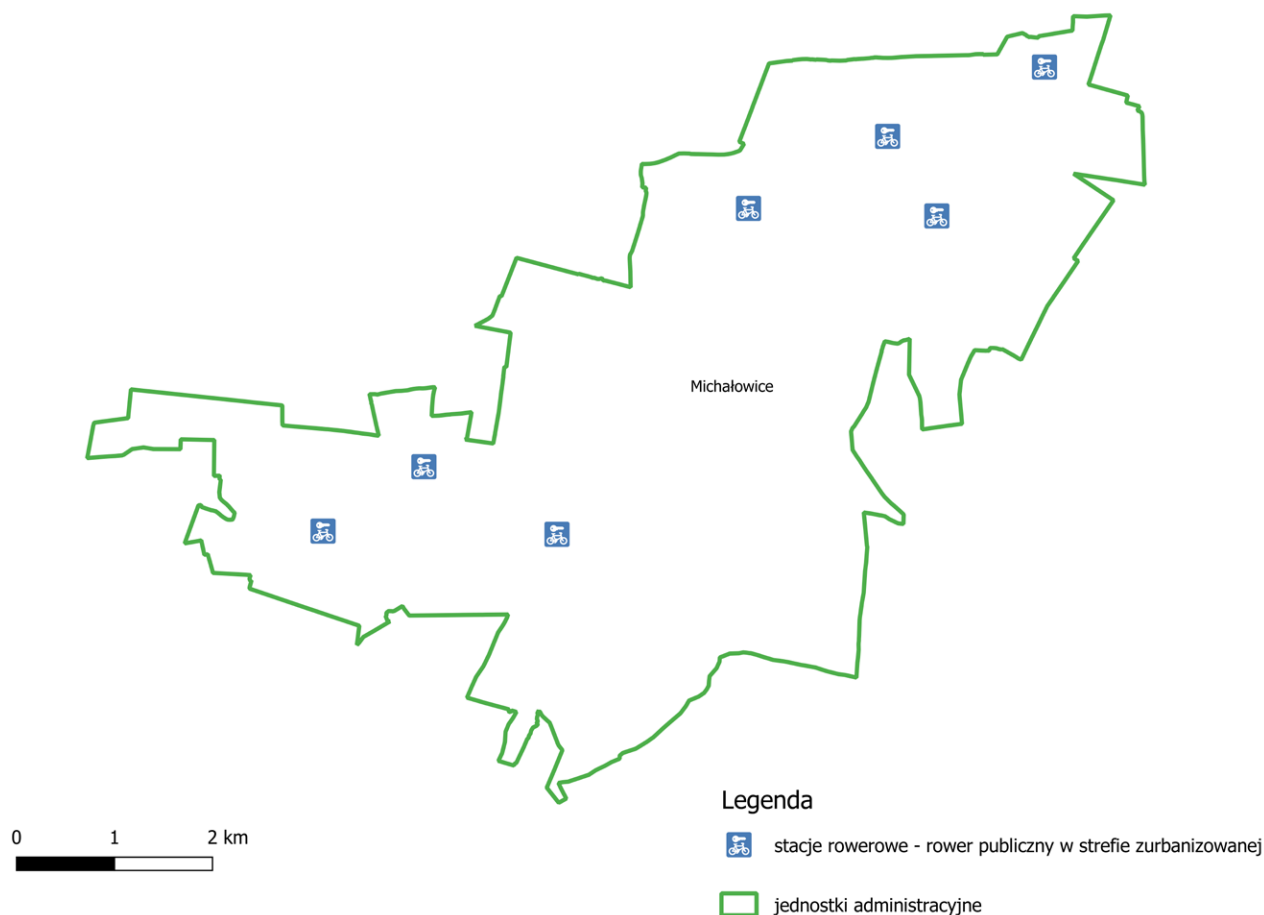 Michałowice
0 1 2 km
Legenda
stacje rowerowe - rower publiczny w strefie zurbanizowanej
jednostki administracyjne